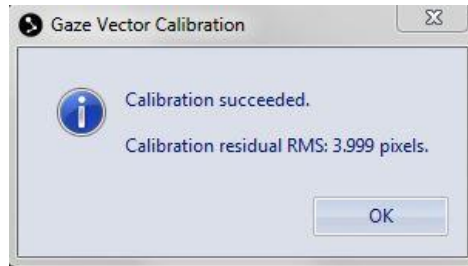 Gaze Vector Calibration
Calibration succeeded.
Calibration residual RMS: 3.999 pixels.
OK